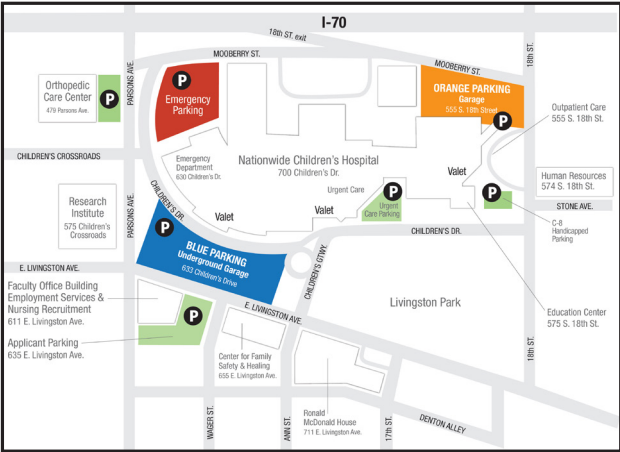 I-70
18th ST. exit
MOOBERRY ST.
MOOBERRY ST.
18th ST.
PARSONS AVE.
Orthopedic
Care Center
479 Parsons Ave.
P
P
Emergency
Parking
ORANGE PARKING
Garage
555 S. 18th Street
P
Outpatient Care
555 S. 18th St.
CHILDREN'S CROSSROADS
Emergency
Department
630 Children's Dr.
Nationwide Children's Hospital
700 Children's Dr.
Valet
Human Resources
574 S. 18th St.
Research
Institute
575 Children's
Crossroads
PARSONS AVE.
CHILDREN'S DR.
Urgent Care
P
Urgent
Care Parking
P
STONE AVE.
Valet
Valet
C-8
Handicapped
Parking
P
BLUE PARKING
Underground Garage
633 Children's Drive
CHILDREN'S DR.
CHILDREN'S GTWY.
E. LIVINGSTON AVE.
Faculty Office Building
Employment Services &
Nursing Recruitment
611 E. Livingston Ave.
Livingston Park
E. LIVINGSTON AVE.
Education Center
575 S. 18th St.
P
Applicant Parking
635 E. Livingston Ave.
Center for Family
Safety & Healing
655 E. Livingston Ave.
18th ST.
WAGER ST.
ANN ST.
Ronald
McDonald House
711 E. Livingston Ave.
17th ST.
DENTON ALLEY